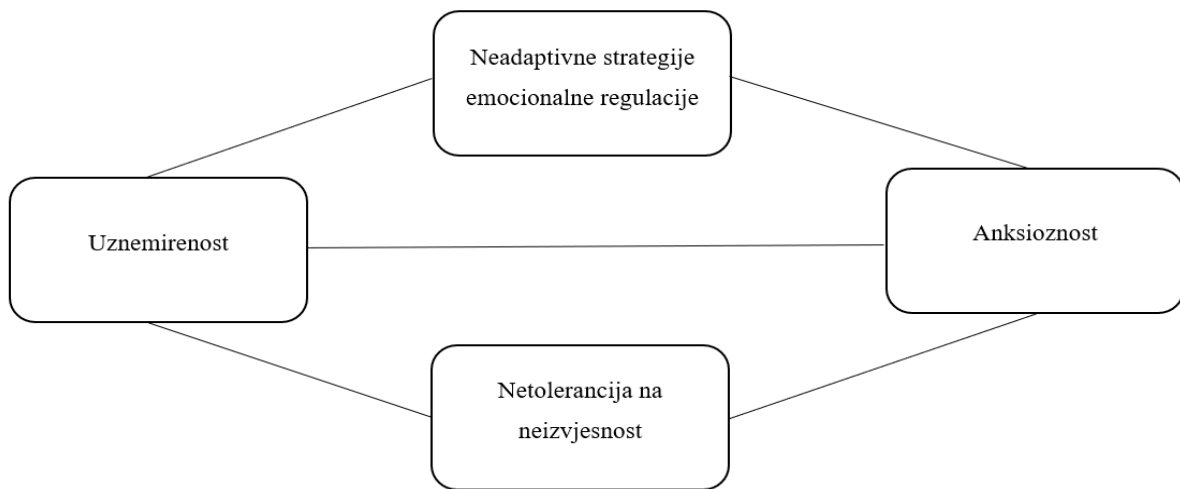 Neadaptivne strategije
emocionalne regulacije
Uznemirenost
Anksioznost
Netolerancija na
neizvjesnost